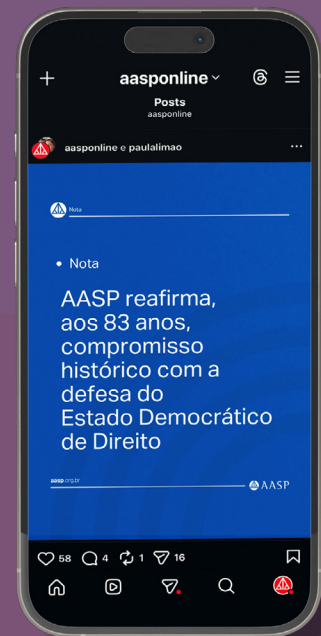 aasponline
Posts
aasponline
aasponline e paulalimao
Nota
• Nota
AASP reafirma,
aos 83 anos,
compromisso
histórico com a
defesa do
Estado Democrático
de Direito
aasp.org.br
AASP
58 4 1 16